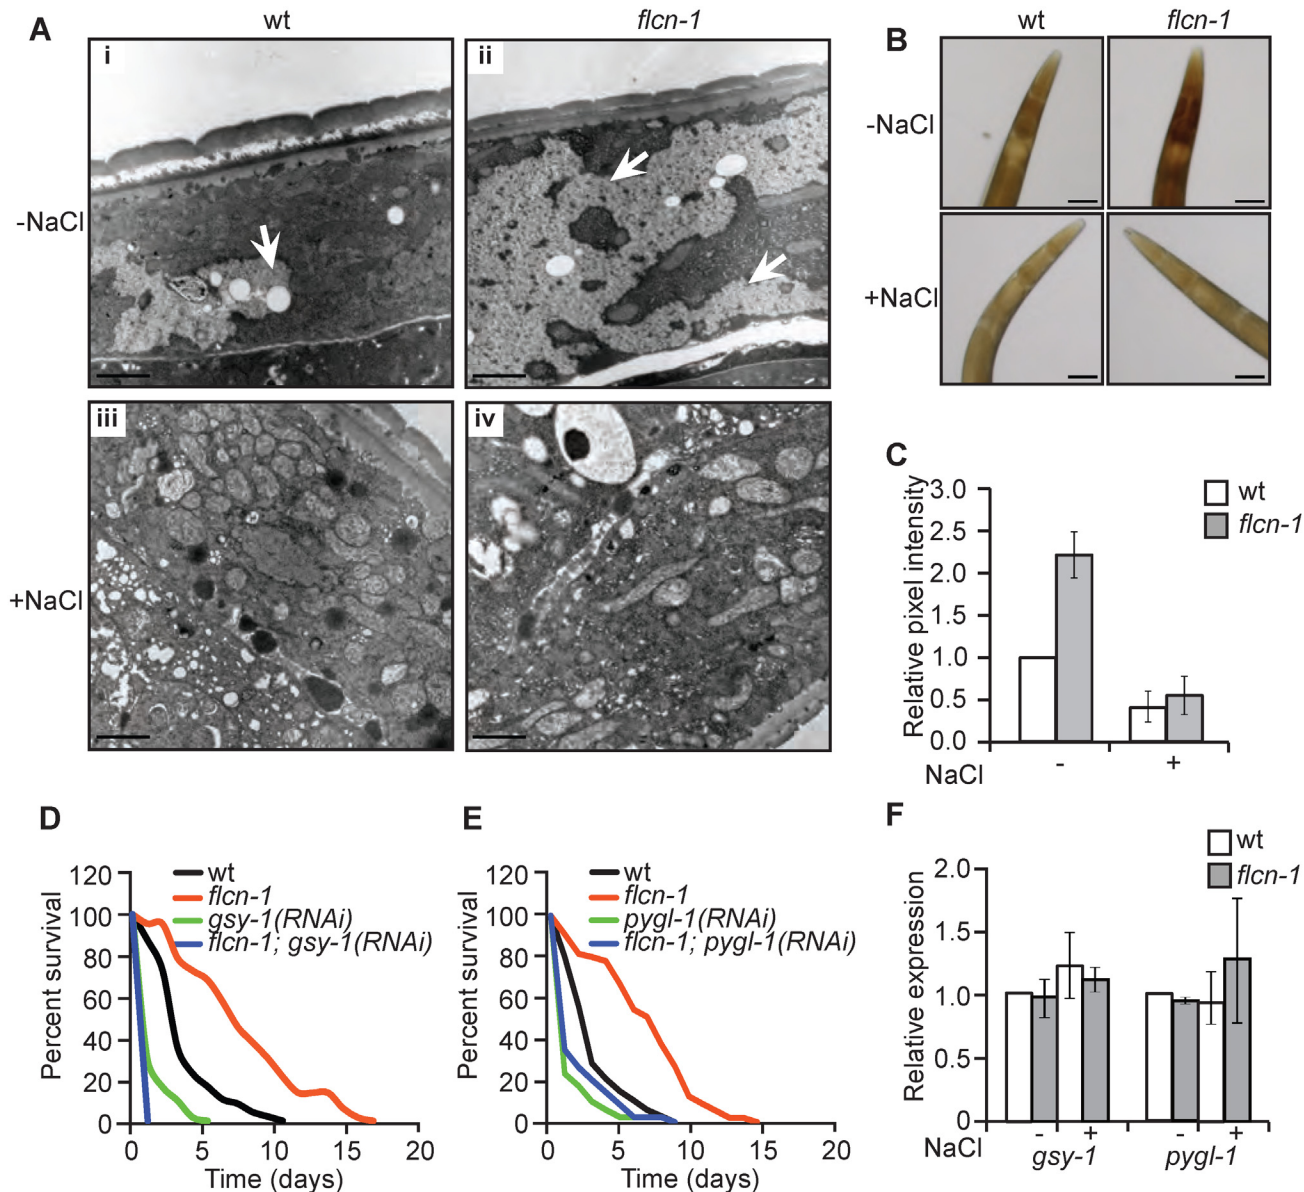 A
wt
flcn-1
i
ii
-NaCl
iii
iv
+NaCl
B
wt
flcn-1
-NaCl
+NaCl
C
wt
flcn-1
Relative pixel intensity
3.0
2.5
2.0
1.5
1.0
0.5
0.0
NaCl
-
+
D
wt
flcn-1
gsy-1(RNAi)
flcn-1; gsy-1(RNAi)
Percent survival
120
100
80
60
40
20
0
0 5 10 15 20
Time (days)
E
wt
flcn-1
pygl-1(RNAi)
flcn-1; pygl-1(RNAi)
Percent survival
120
100
80
60
40
20
0
0 5 10 15 20
Time (days)
F
wt
flcn-1
Relative expression
2.0
1.5
1.0
0.5
0
NaCl
- + - +
gsy-1 pygl-1